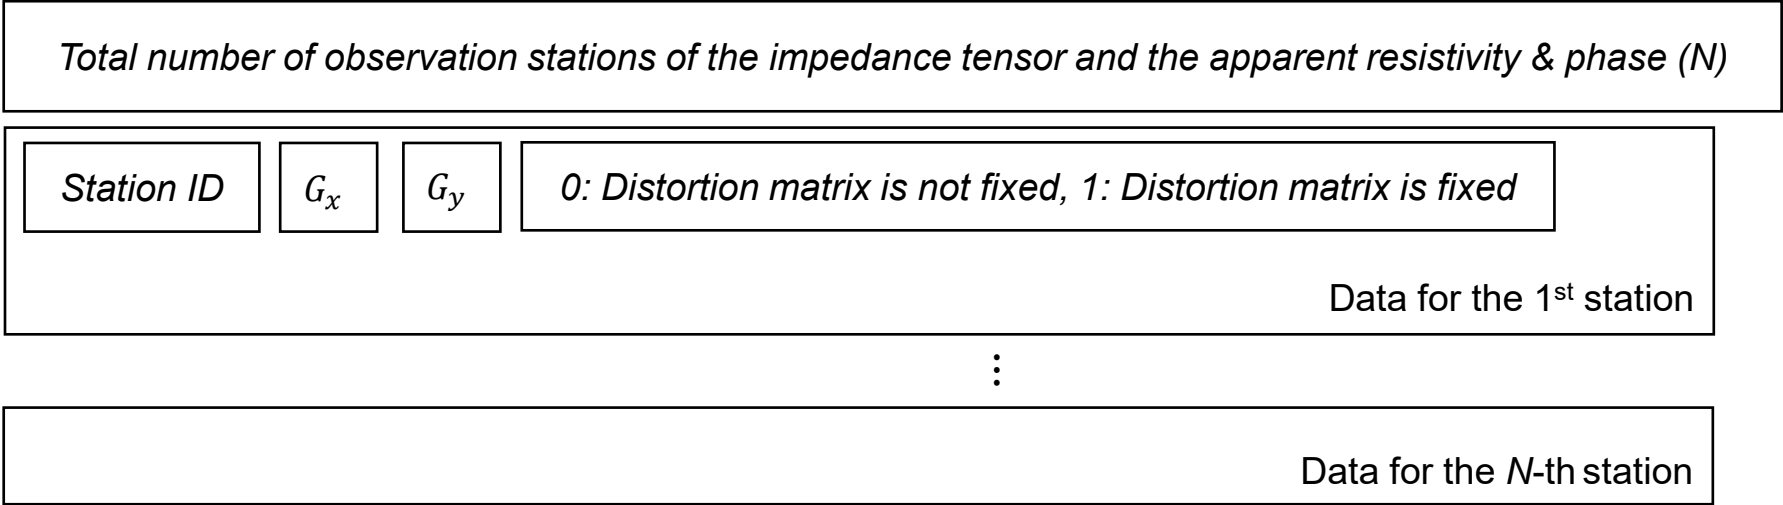 Total number of observation stations of the impedance tensor and the apparent resistivity & phase (N)
Station ID G_x G_y 0: Distortion matrix is not fixed, 1: Distortion matrix is fixed
Data for the 1st station
⋮
Data for the N-th station